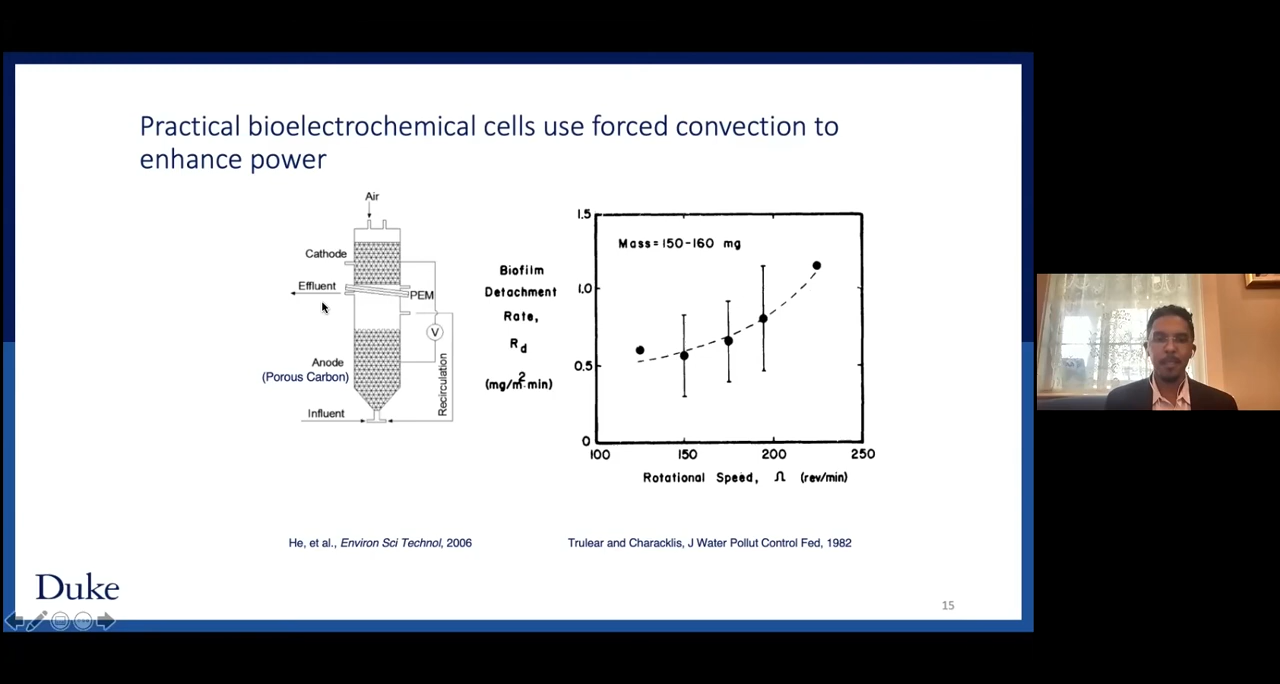 Practical bioelectrochemical cells use forced convection to
enhance power
Air
Cathode
Effluent
PEM
V
Anode
(Porous Carbon)
Recirculation
Influent
Biofilm
Detachment
Rate,
Rd
(mg/m².min)
1.5
1.0
0.5
0
Mass=150-160 mg
100 150 200 250
Rotational Speed, Ω (rev/min)
He, et al., Environ Sci Technol, 2006
Trulear and Characklis, J Water Pollut Control Fed, 1982
Duke
15